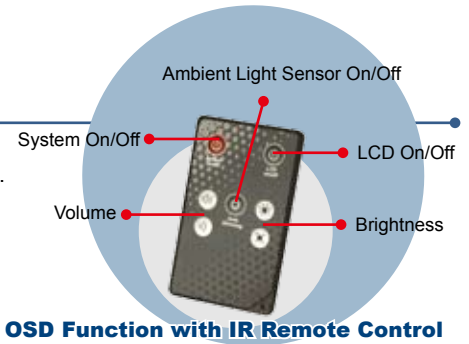 Ambient Light Sensor On/Off
System On/Off
LCD On/Off
.
Volume
Brightness
OSD Function with IR Remote Control